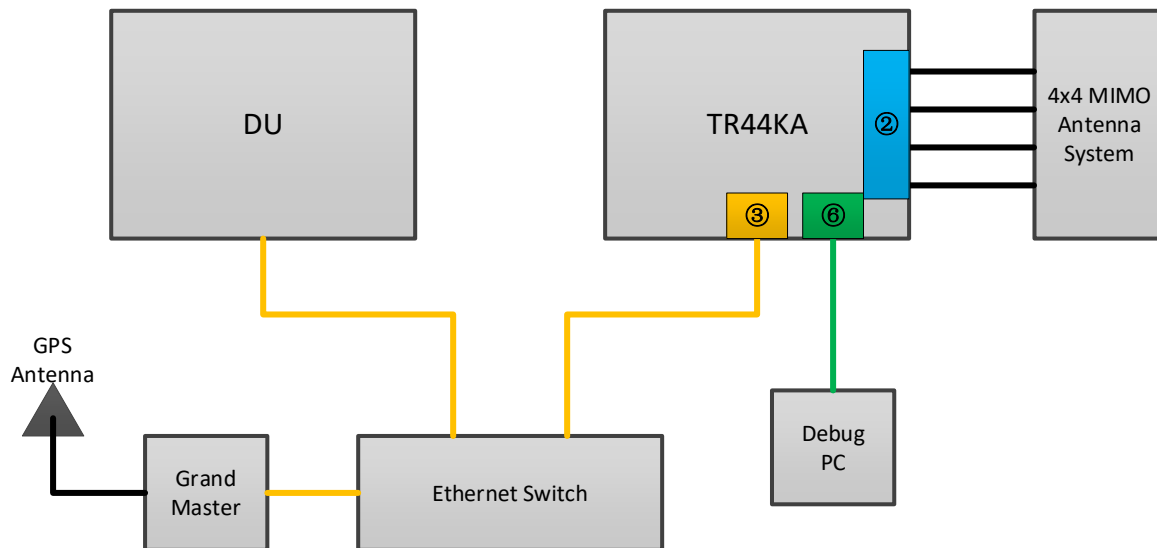 DU
TR44KA
②
③
⑥
4x4 MIMO
Antenna
System
GPS
Antenna
Grand
Master
Ethernet Switch
Debug
PC